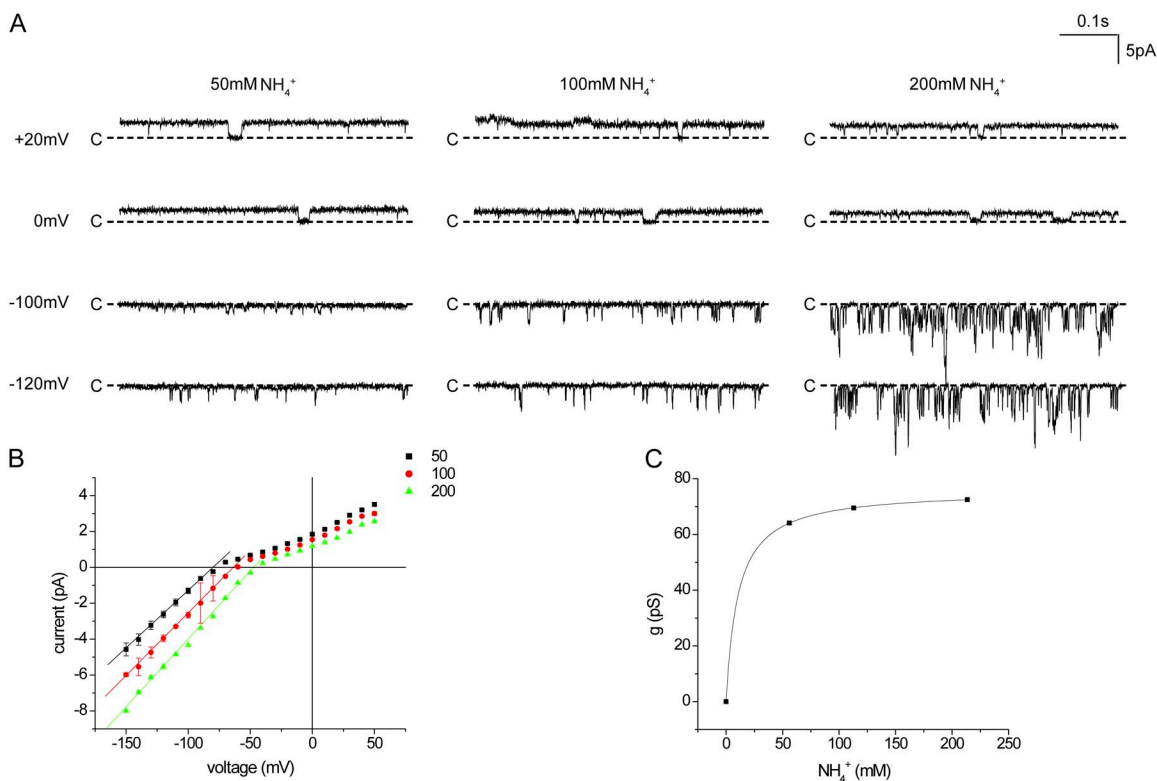 A
0.1s
5pA
50mM NH₄⁺
100mM NH₄⁺
200mM NH₄⁺
+20mV
C
C
C
0mV
C
C
C
-100mV
C
C
C
-120mV
C
C
C
B
50
100
200
4
2
0
-2
-4
-6
-8
-150
-100
-50
0
50
current (pA)
voltage (mV)
C
80
60
40
20
0
0
50
100
150
200
250
g (pS)
NH₄⁺ (mM)